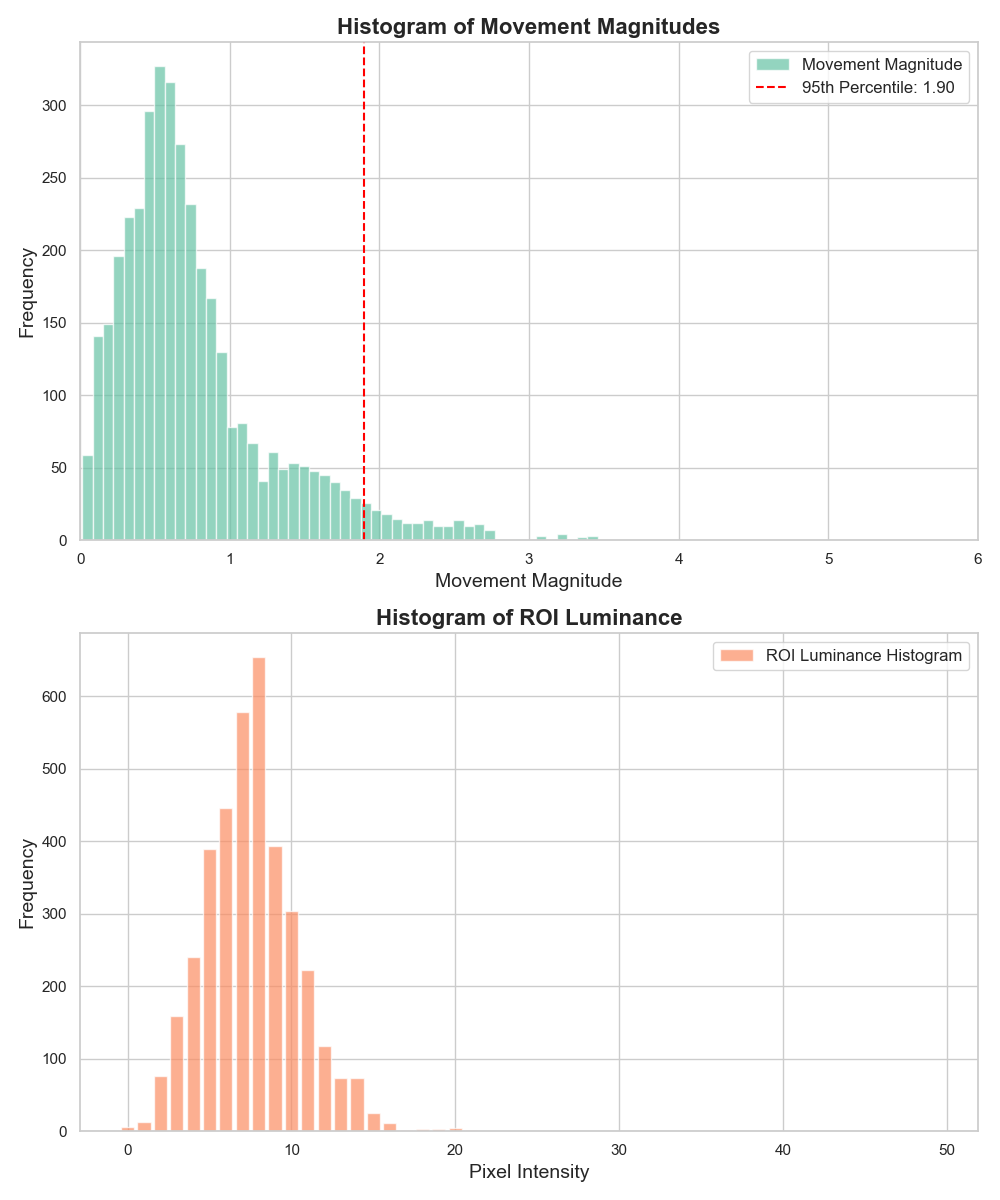 Histogram of Movement Magnitudes
Movement Magnitude
95th Percentile: 1.90
Frequency
300
250
200
150
100
50
0
0 1 2 3 4 5 6
Movement Magnitude
Histogram of ROI Luminance
ROI Luminance Histogram
Frequency
600
500
400
300
200
100
0
0 10 20 30 40 50
Pixel Intensity